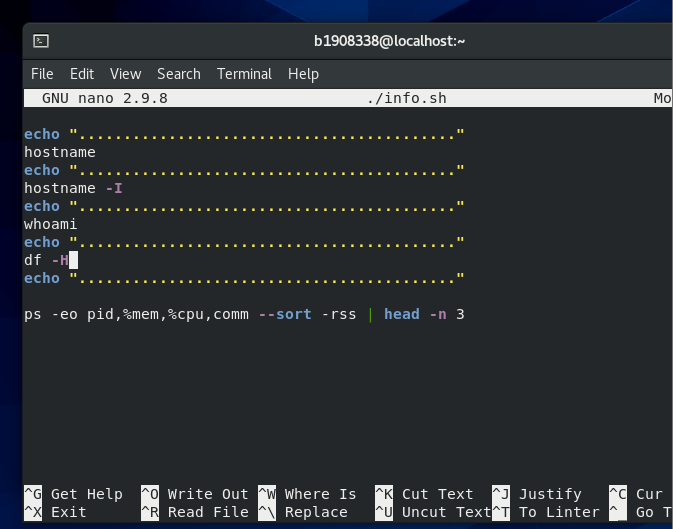 b1908338@localhost:~
File Edit View Search Terminal Help
GNU nano 2.9.8 ./info.sh Mo
echo ".........................................."
hostname
echo ".........................................."
hostname -I
echo ".........................................."
whoami
echo ".........................................."
df -H
echo ".........................................."
ps -eo pid,%mem,%cpu,comm --sort -rss | head -n 3
^G Get Help ^O Write Out ^W Where Is ^K Cut Text ^J Justify ^C Cur
^X Exit ^R Read File ^\ Replace ^U Uncut Text^T To Linter ^ Go T